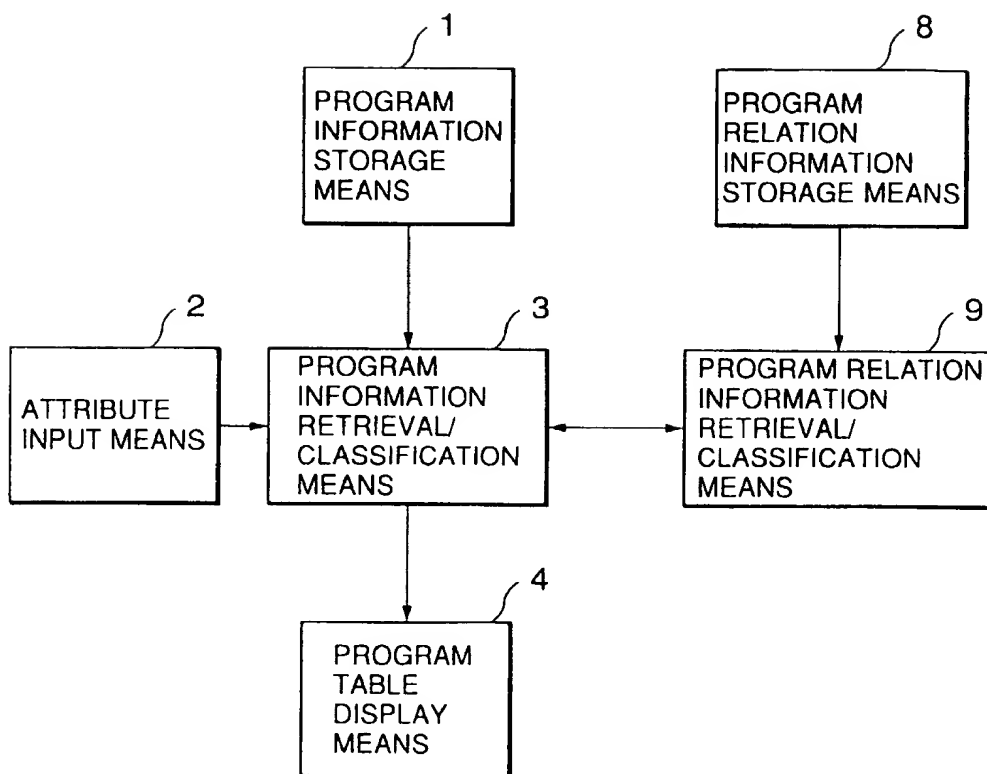 1
PROGRAM
INFORMATION
STORAGE
MEANS
8
PROGRAM
RELATION
INFORMATION
STORAGE MEANS
2
ATTRIBUTE
INPUT MEANS
3
PROGRAM
INFORMATION
RETRIEVAL/
CLASSIFICATION
MEANS
9
PROGRAM RELATION
INFORMATION
RETRIEVAL/
CLASSIFICATION
MEANS
4
PROGRAM
TABLE
DISPLAY
MEANS